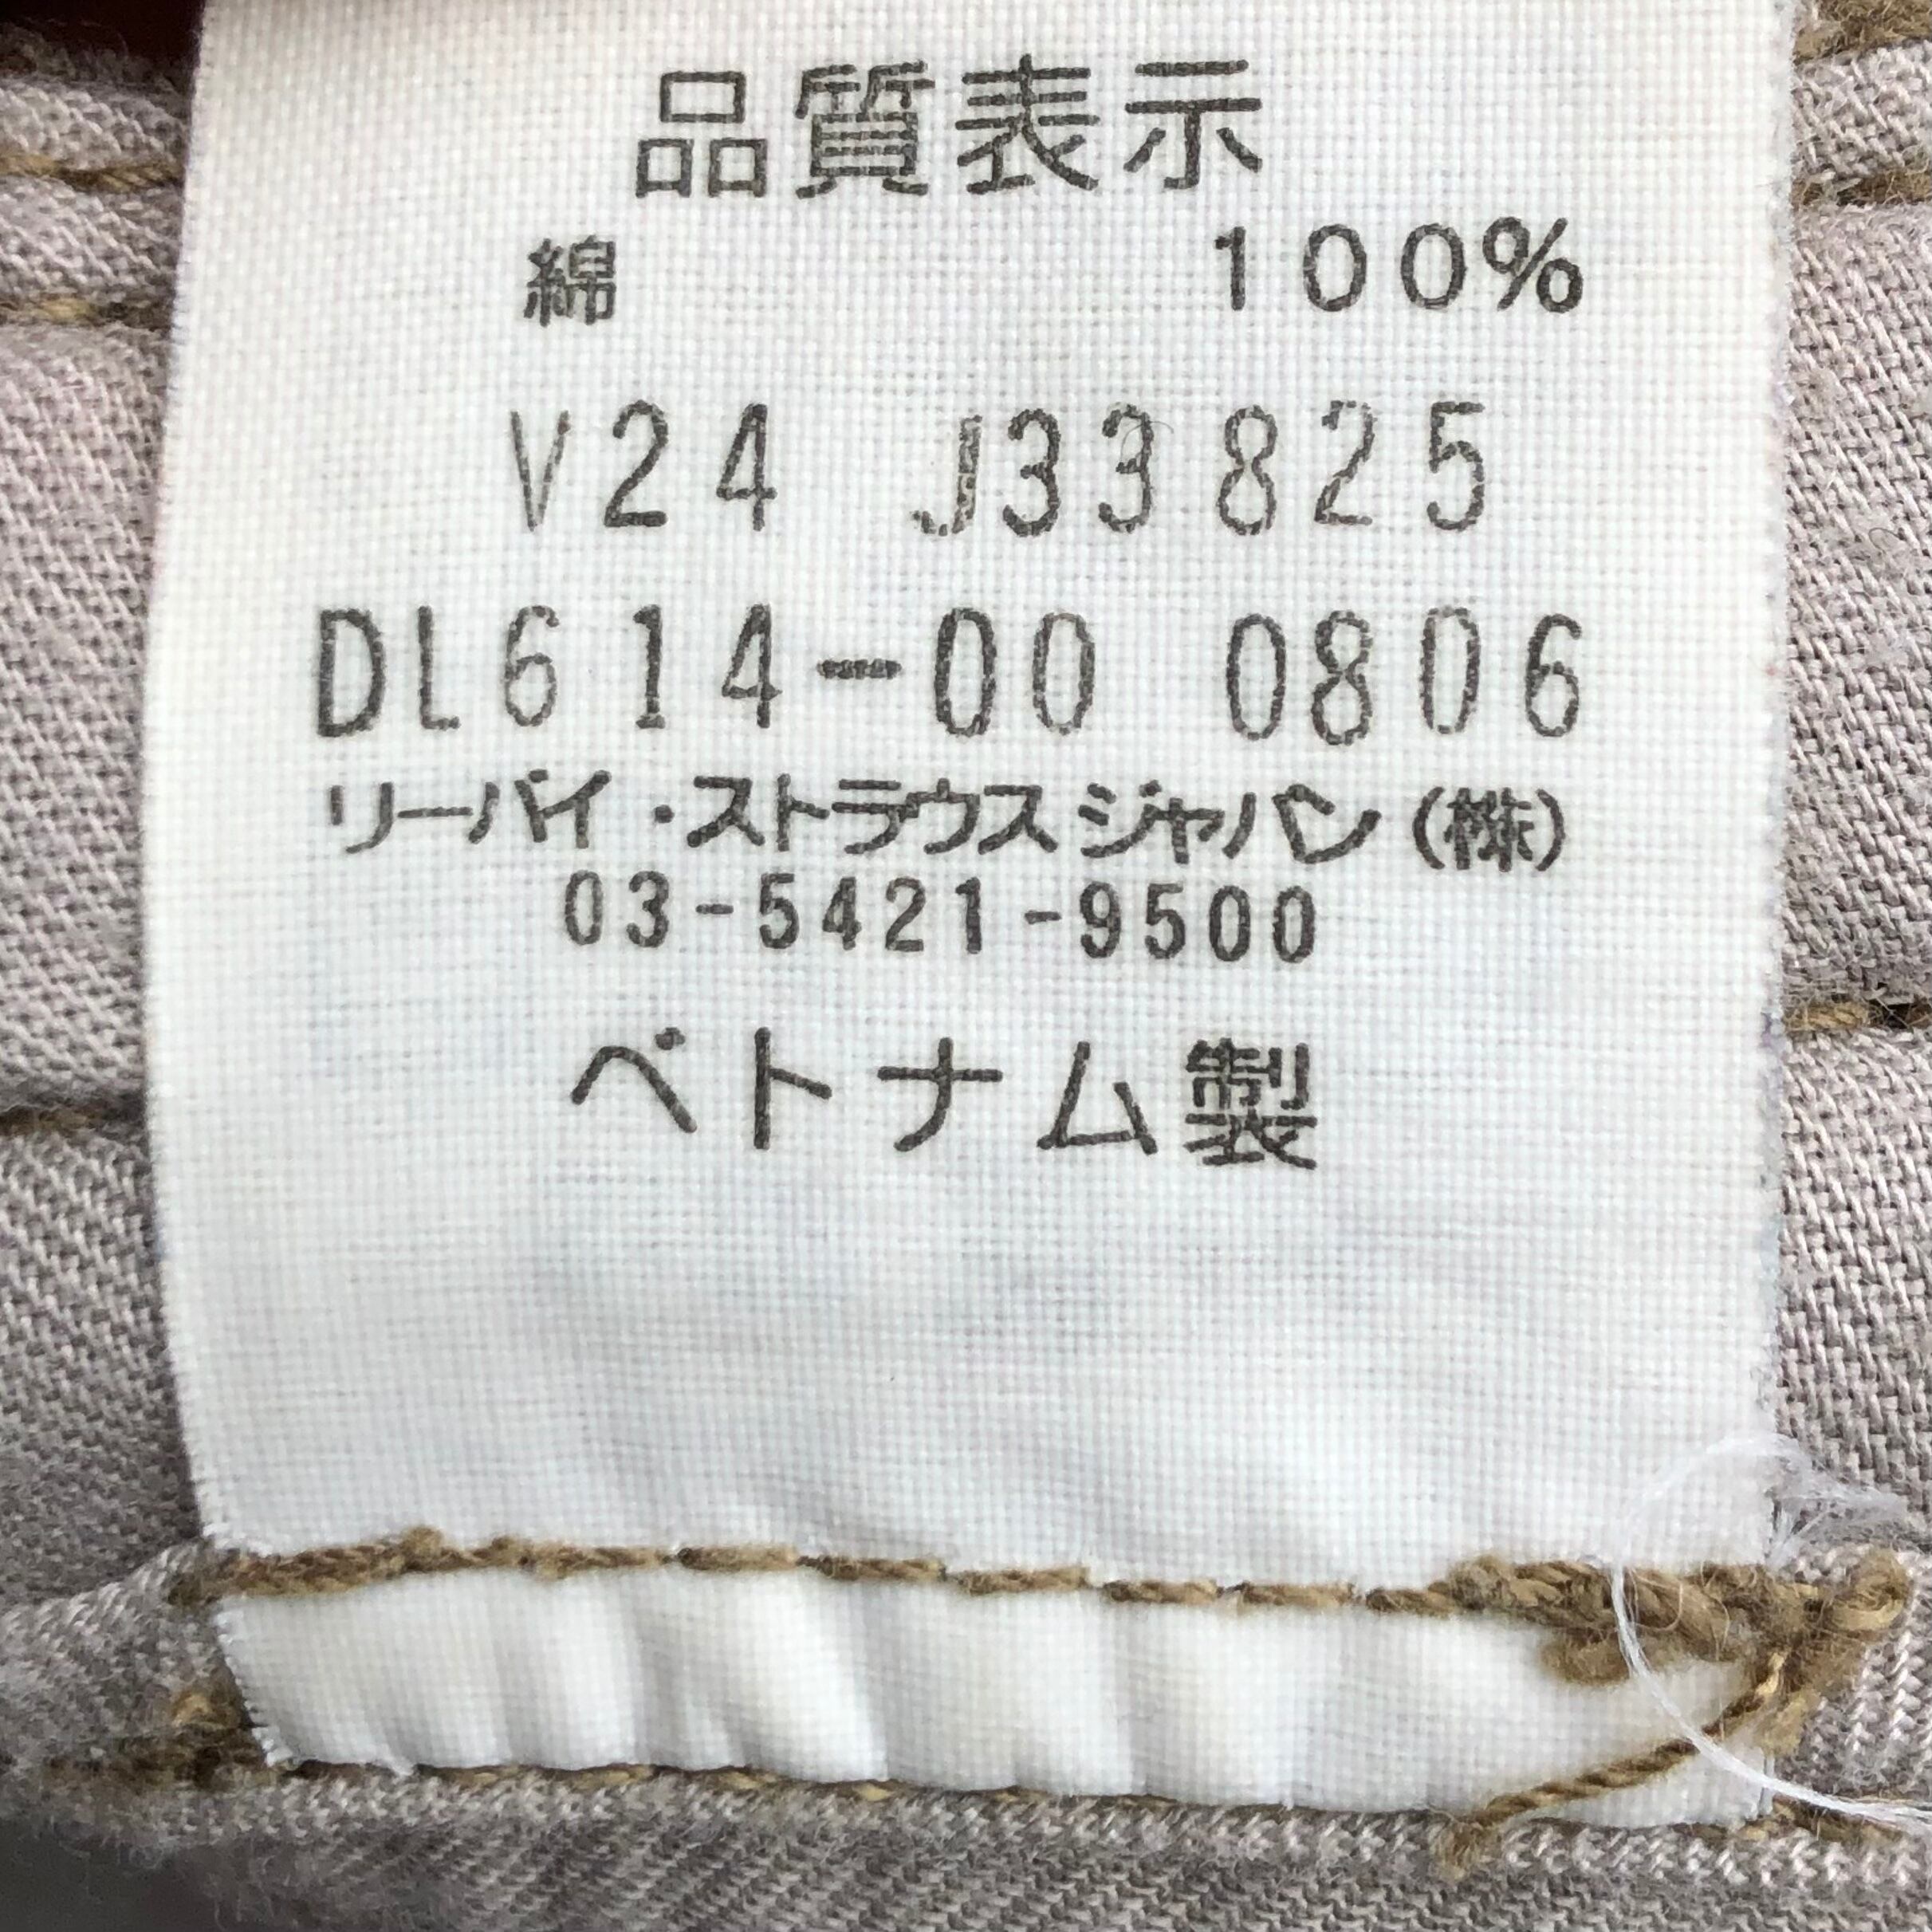 品質表示
綿 100%
V24 J33825
DL614-00 0806
リーバイ・ストラウス ジャパン (株)
03-5421-9500
ベトナム製